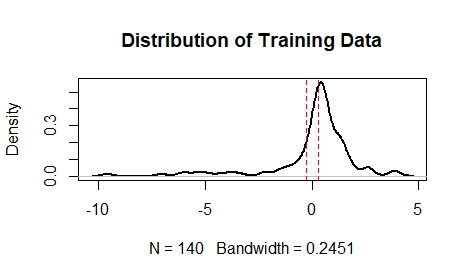 Distribution of Training Data
Density
0.3
0.0
-10 -5 0 5
N = 140 Bandwidth = 0.2451